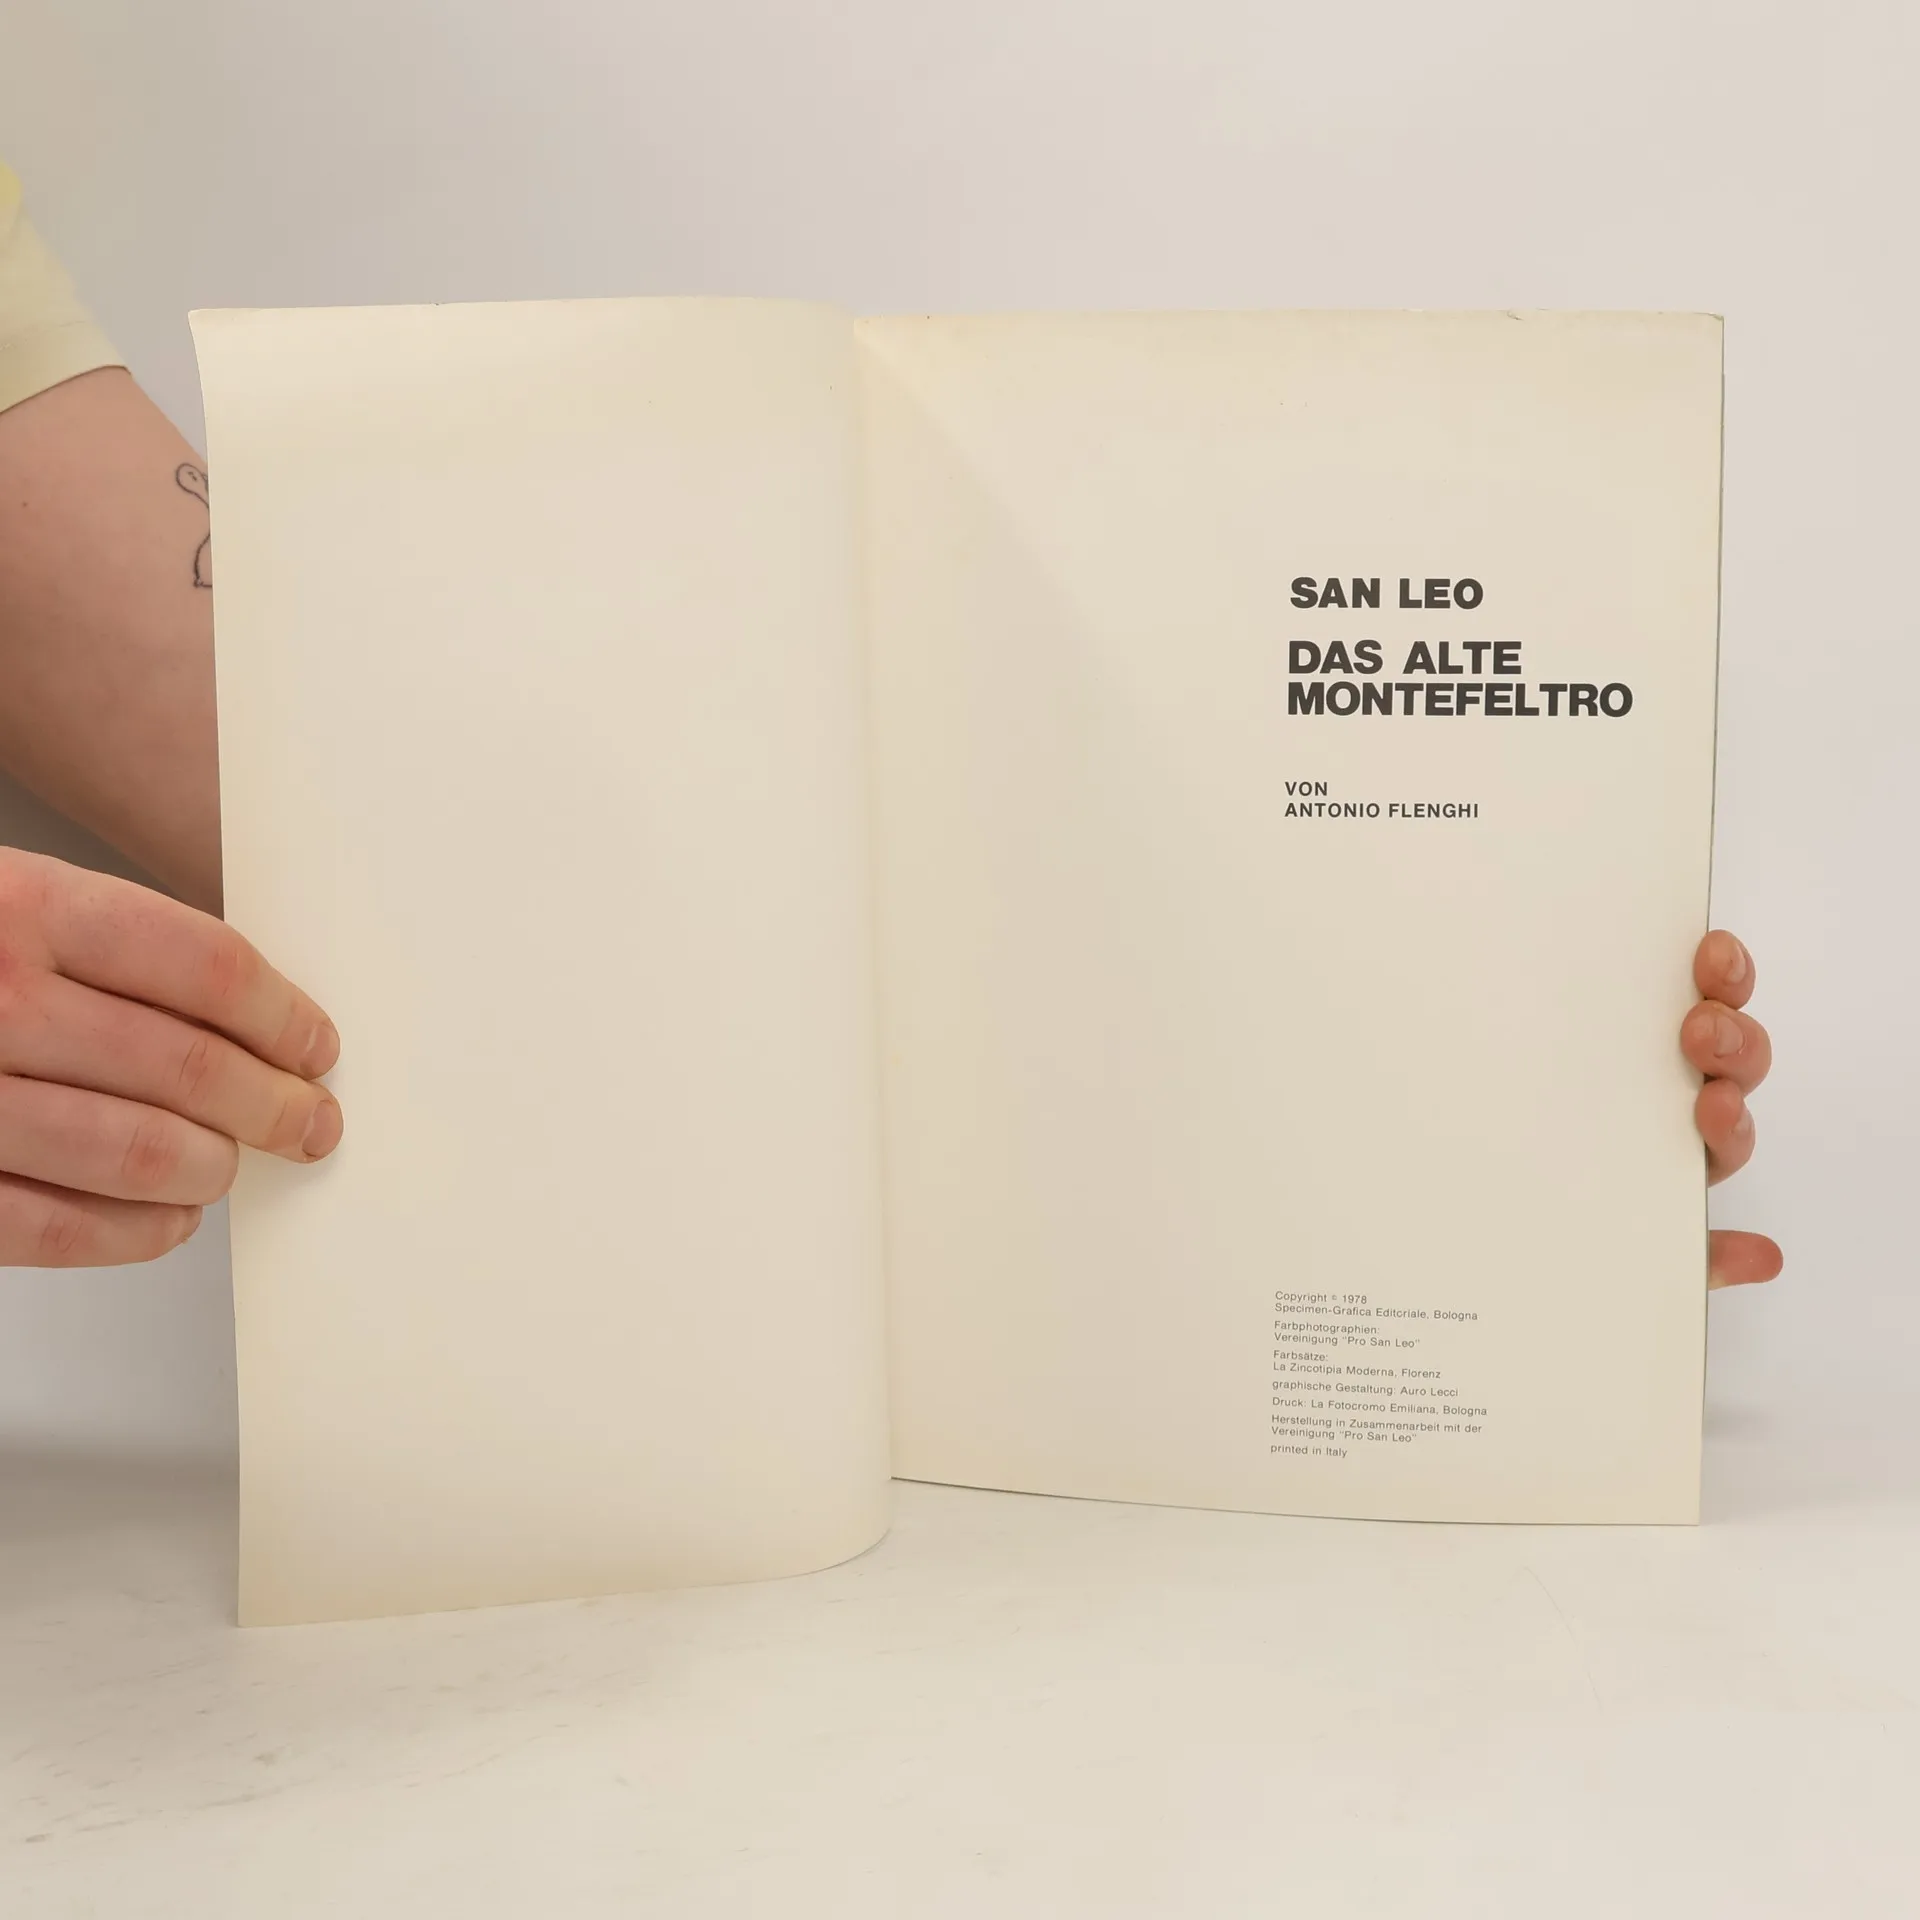 SAN LEO
DAS ALTE
MONTEFELTRO
VON
ANTONIO FLENGHI
Copyright © 1978
Specimen-Grafica Editoriale, Bologna
Farbphotographien:
Vereinigung "Pro San Leo"
Farbsätze:
La Zincotipia Moderna, Florenz
graphische Gestaltung: Auro Lecci
Druck: La Fotocromo Emiliana, Bologna
Herstellung in Zusammenarbeit mit der
Vereinigung "Pro San Leo"
printed in Italy